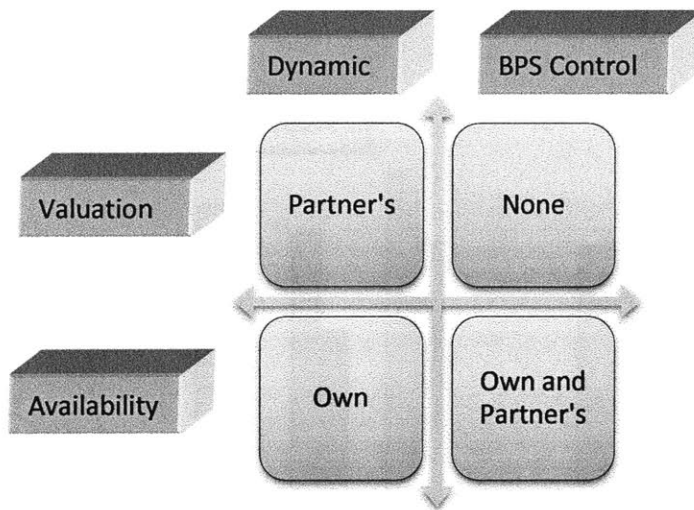 Dynamic
BPS Control
Valuation
Partner's
None
Availability
Own
Own and
Partner's